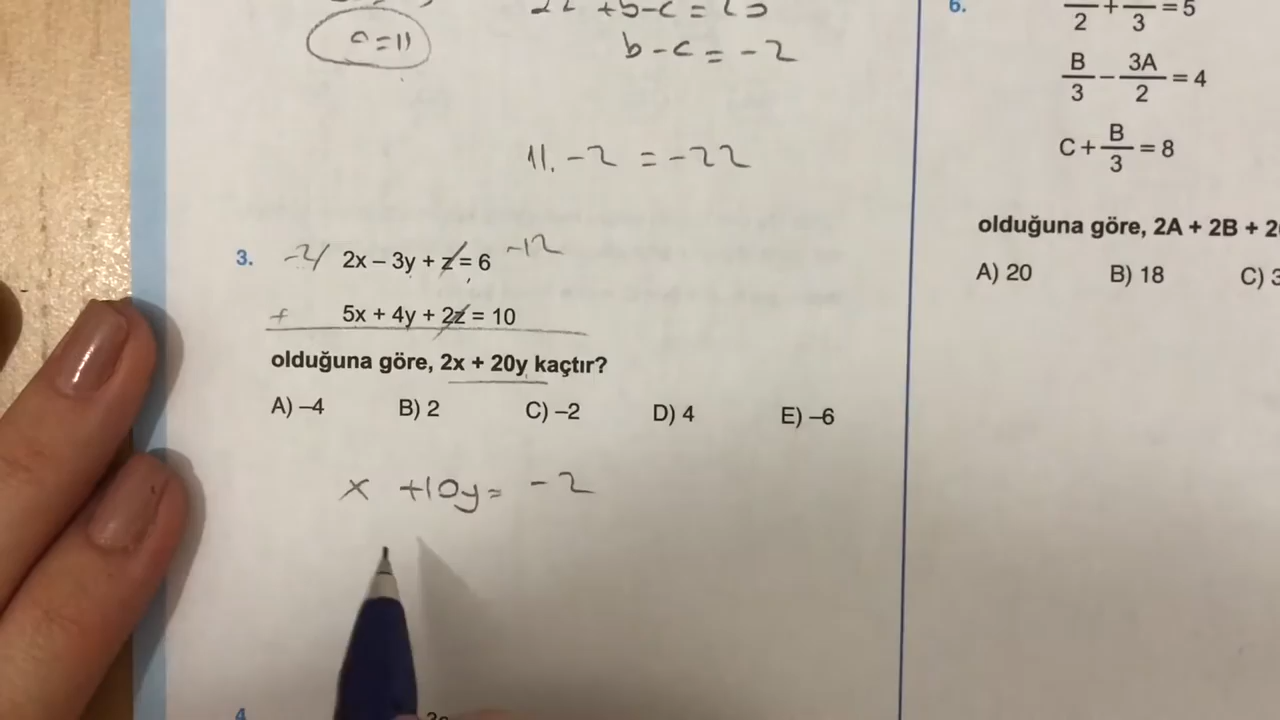 a=11
+b-c=
b-c=-2
11.-2 =-22
3. -2/ 2x – 3y + z = 6 -12
+ 5x + 4y + 2z = 10
olduğuna göre, 2x + 20y kaçtır?
A) –4 B) 2 C) –2 D) 4 E) –6
x +10y= -2
4
6.
2 + 3 = 5
B/3 – 3A/2 = 4
C + B/3 = 8
olduğuna göre, 2A + 2B +
A) 20 B) 18 C)